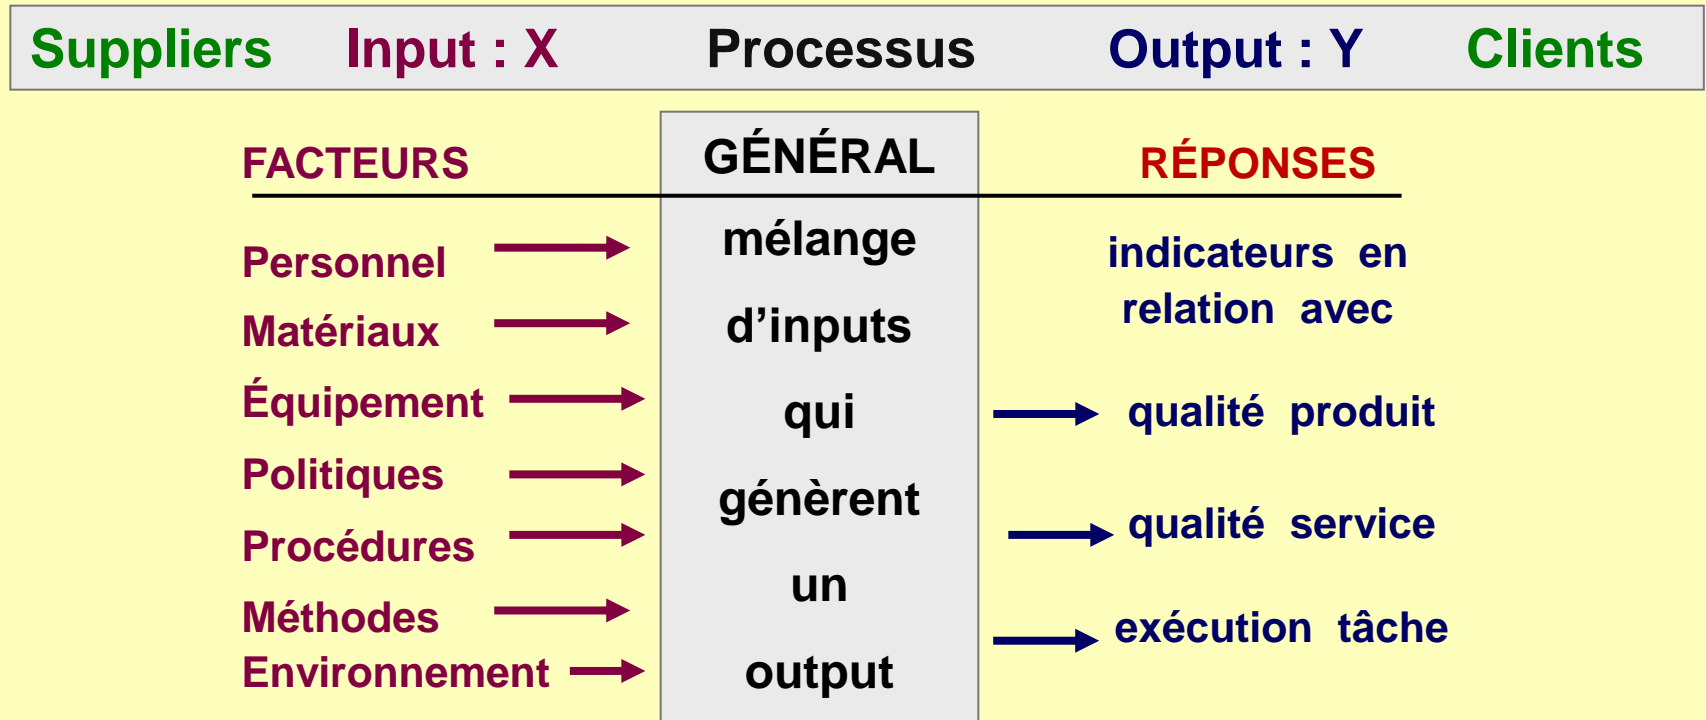 Suppliers Input : X Processus Output : Y Clients
FACTEURS
Personnel
Matériaux
Équipement
Politiques
Procédures
Méthodes
Environnement
GÉNÉRAL
mélange
d’inputs
qui
génèrent
un
output
RÉPONSES
indicateurs en
relation avec
qualité produit
qualité service
exécution tâche